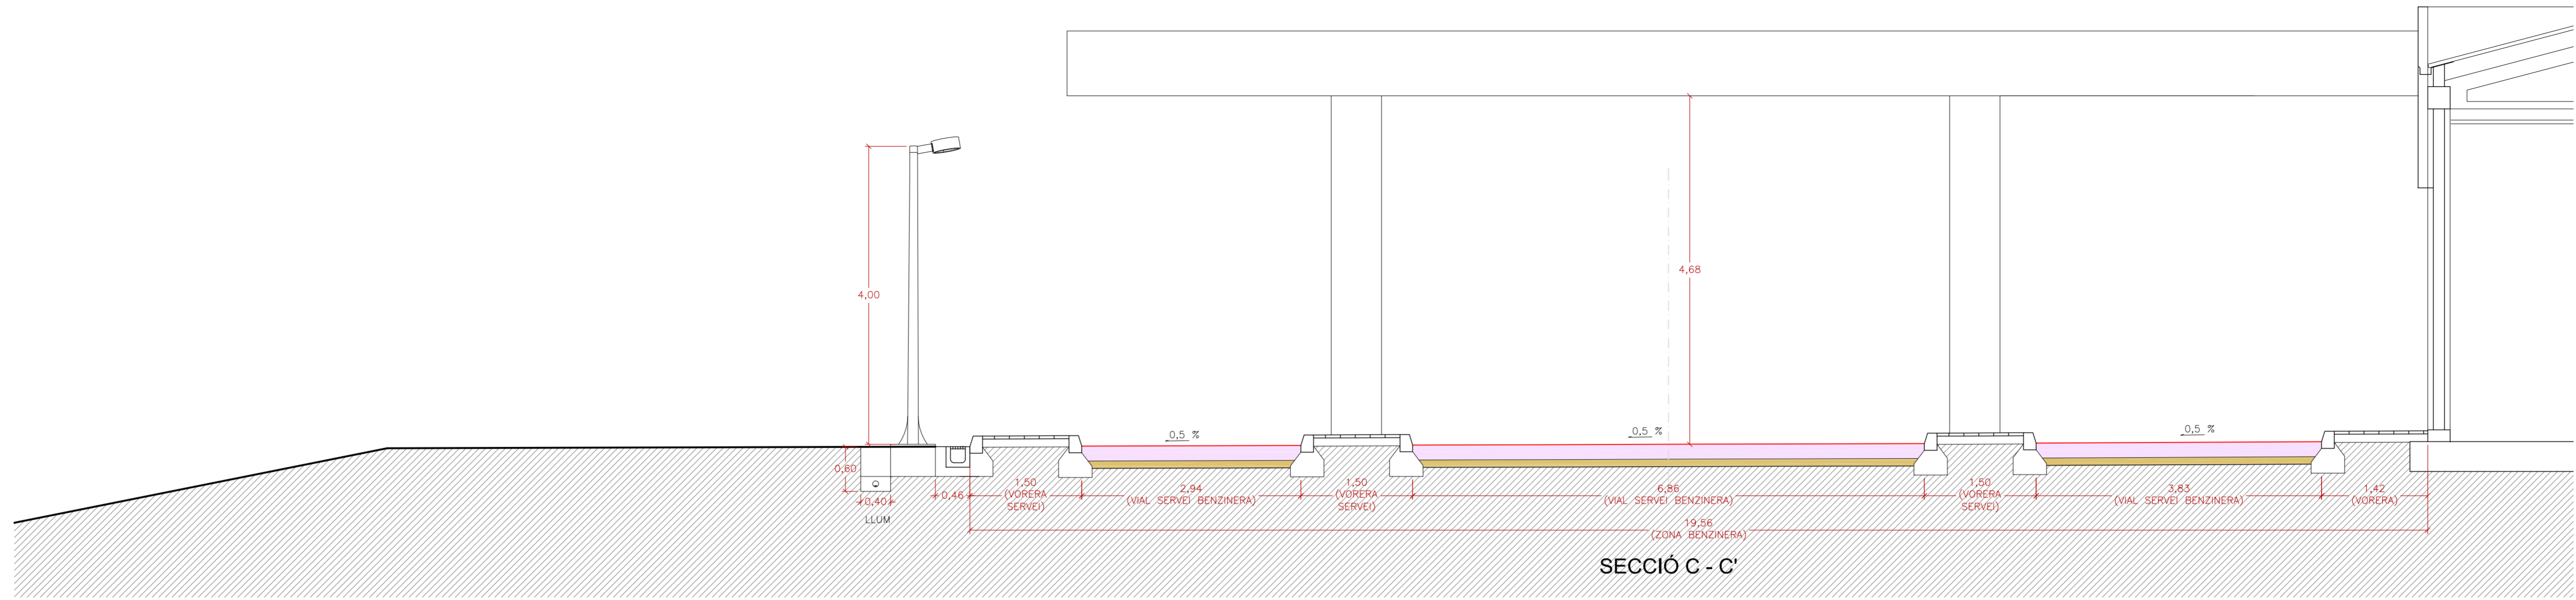 4,68
4,00
0,5 %
0,5 %
0,5 %
0,60
0,40
LLUM
0,46
1,50
(VORERA
SERVEI)
2,94
(VIAL SERVEI BENZINERA)
1,50
(VORERA
SERVEI)
6,86
(VIAL SERVEI BENZINERA)
1,50
(VORERA
SERVEI)
3,83
(VIAL SERVEI BENZINERA)
1,42
(VORERA)
19,56
(ZONA BENZINERA)
SECCIÓ C - C'